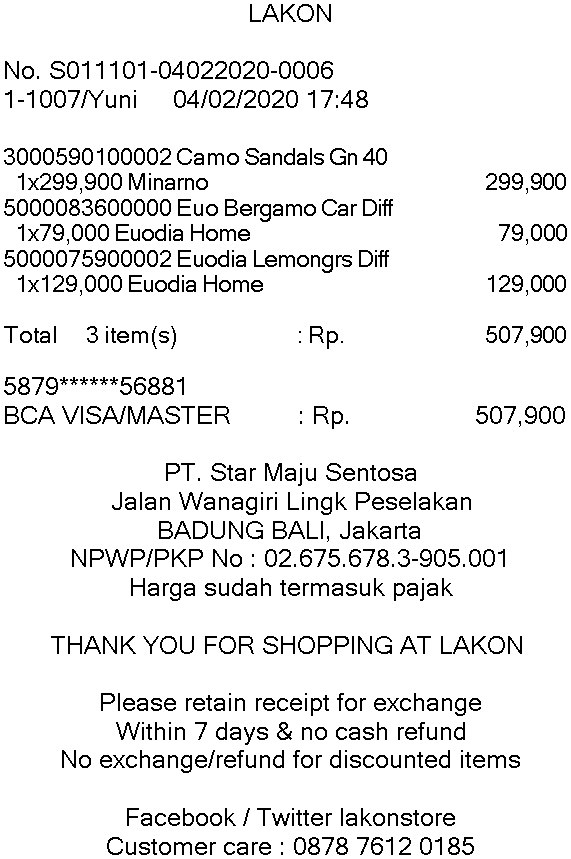 LAKON
No. S011101-04022020-0006
1-1007/Yuni 04/02/2020 17:48
3000590100002 Camo Sandals Gn 40
1x299,900 Minarno 299,900
5000083600000 Euo Bergamo Car Diff
1x79,000 Euodia Home 79,000
5000075900002 Euodia Lemongrs Diff
1x129,000 Euodia Home 129,000
Total 3 item(s) : Rp. 507,900
5879******56881
BCA VISA/MASTER : Rp. 507,900
PT. Star Maju Sentosa
Jalan Wanagiri Lingk Peselakan
BADUNG BALI, Jakarta
NPWP/PKP No : 02.675.678.3-905.001
Harga sudah termasuk pajak
THANK YOU FOR SHOPPING AT LAKON
Please retain receipt for exchange
Within 7 days & no cash refund
No exchange/refund for discounted items
Facebook / Twitter lakonstore
Customer care : 0878 7612 0185